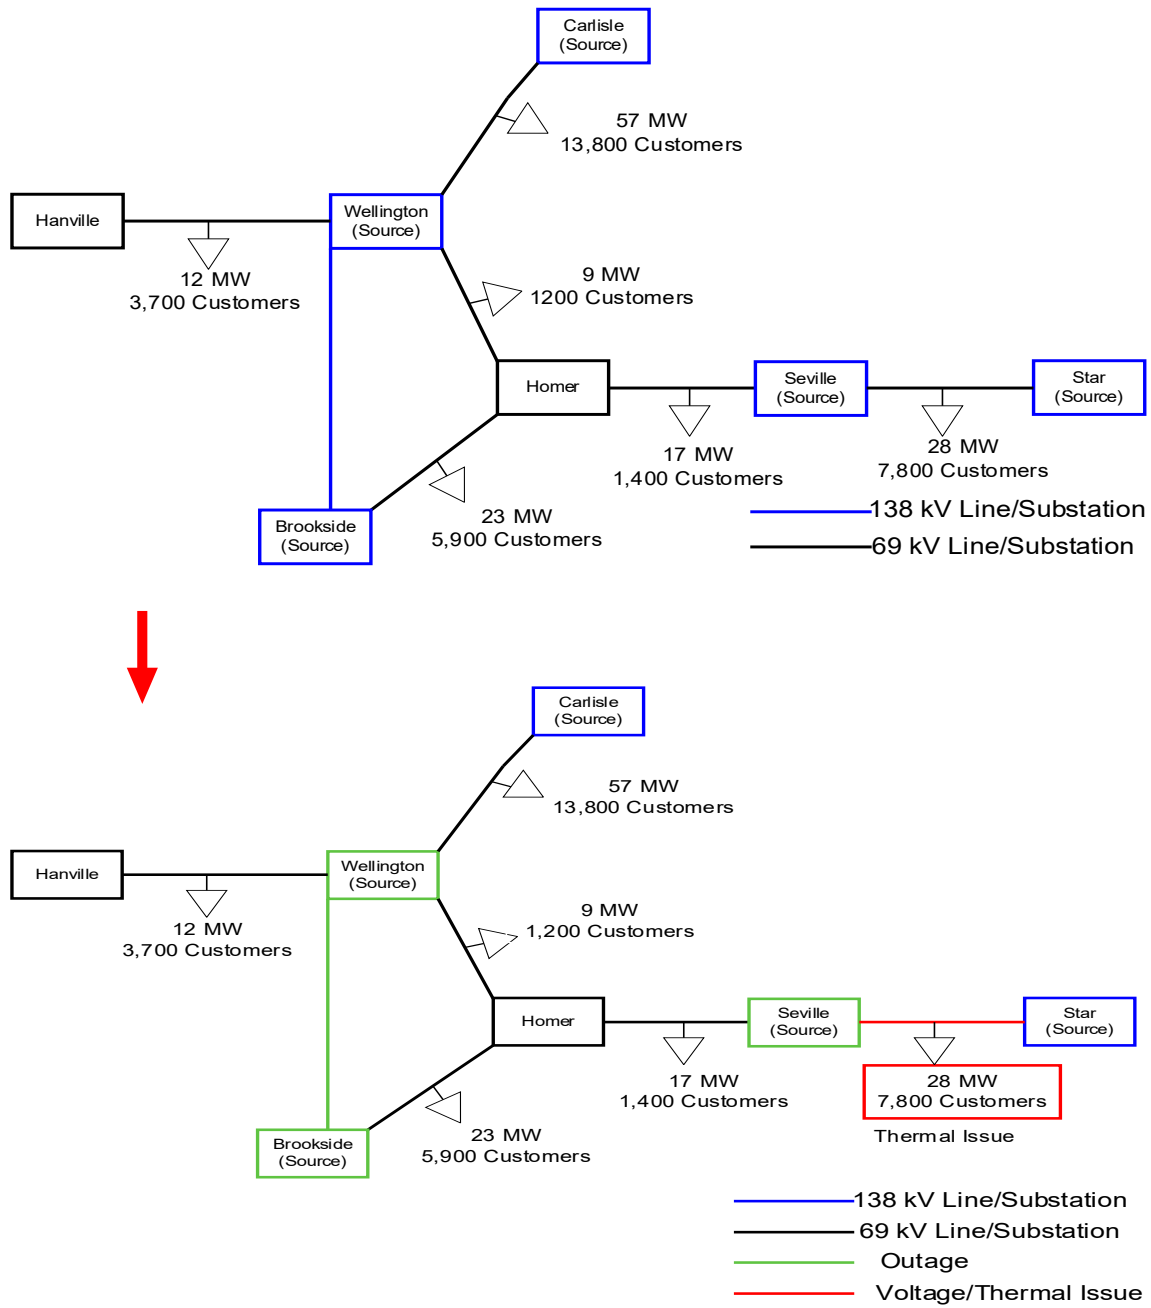 Carlisle
(Source)
57 MW
13,800 Customers
Hanville
Wellington
(Source)
12 MW
3,700 Customers
9 MW
1200 Customers
Homer
Seville
(Source)
Star
(Source)
17 MW
1,400 Customers
28 MW
7,800 Customers
Brookside
(Source)
23 MW
5,900 Customers
138 kV Line/Substation
69 kV Line/Substation
Carlisle
(Source)
57 MW
13,800 Customers
Hanville
Wellington
(Source)
12 MW
3,700 Customers
9 MW
1,200 Customers
Homer
Seville
(Source)
Star
(Source)
17 MW
1,400 Customers
28 MW
7,800 Customers
Thermal Issue
Brookside
(Source)
23 MW
5,900 Customers
138 kV Line/Substation
69 kV Line/Substation
Outage
Voltage/Thermal Issue